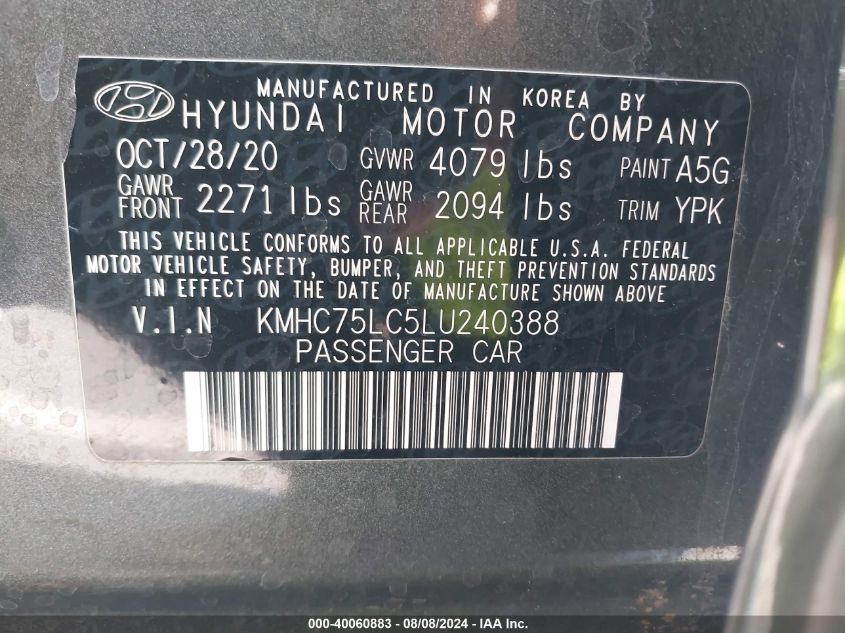 MANUFACTURED IN KOREA BY
HYUNDAI MOTOR COMPANY
OCT/28/20 GVWR 4079 lbs PAINT A5G
GAWR FRONT 2271 lbs GAWR REAR 2094 lbs TRIM YPK
THIS VEHICLE CONFORMS TO ALL APPLICABLE U.S.A. FEDERAL
MOTOR VEHICLE SAFETY, BUMPER, AND THEFT PREVENTION STANDARDS
IN EFFECT ON THE DATE OF MANUFACTURE SHOWN ABOVE
V.I.N KMHC75LC5LU240388
PASSENGER CAR
000-40060883 — 08/08/2024 — IAA Inc.